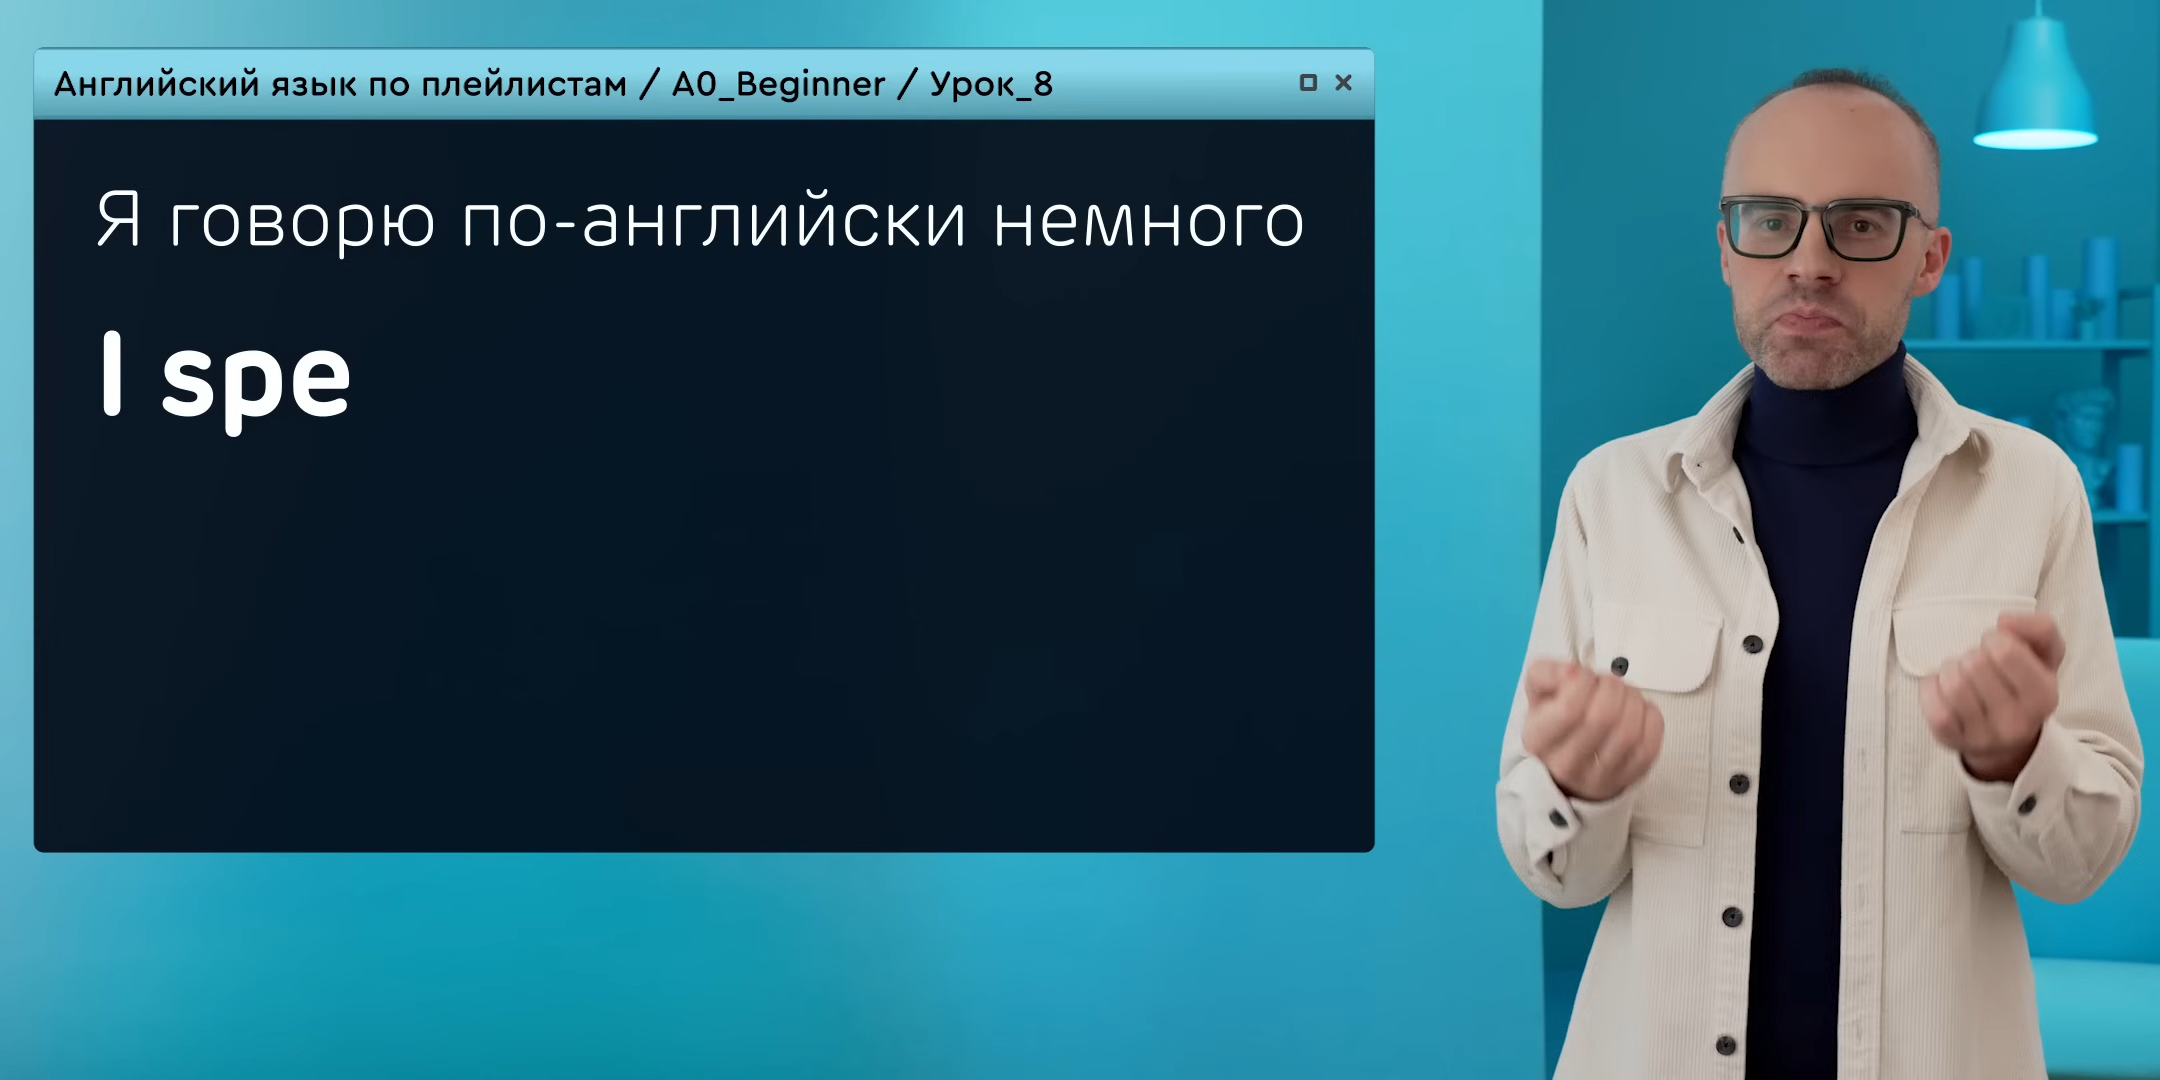 Английский язык по плейлистам / A0_Beginner / Урок_8
Я говорю по-английски немного
I spe